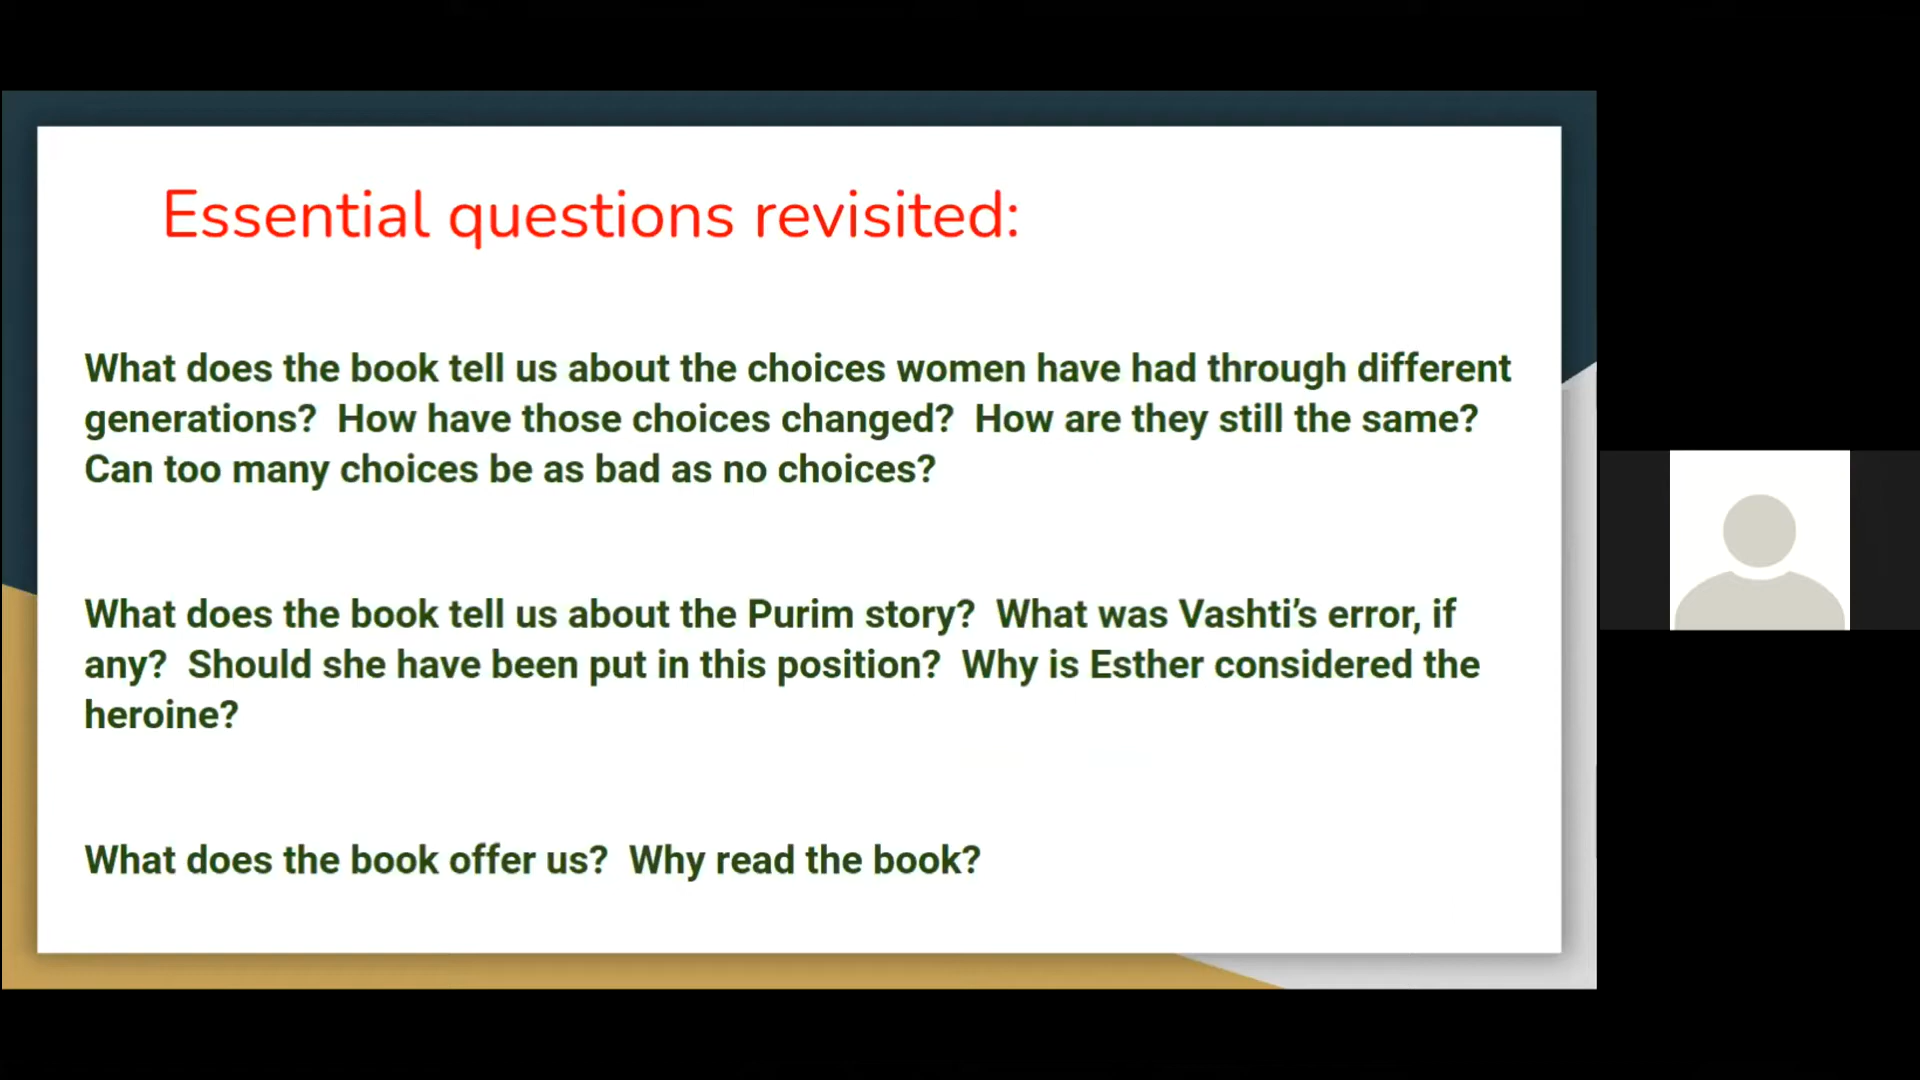 Essential questions revisited:
What does the book tell us about the choices women have had through different
generations?  How have those choices changed?  How are they still the same?
Can too many choices be as bad as no choices?
What does the book tell us about the Purim story?  What was Vashti’s error, if
any?  Should she have been put in this position?  Why is Esther considered the
heroine?
What does the book offer us?  Why read the book?